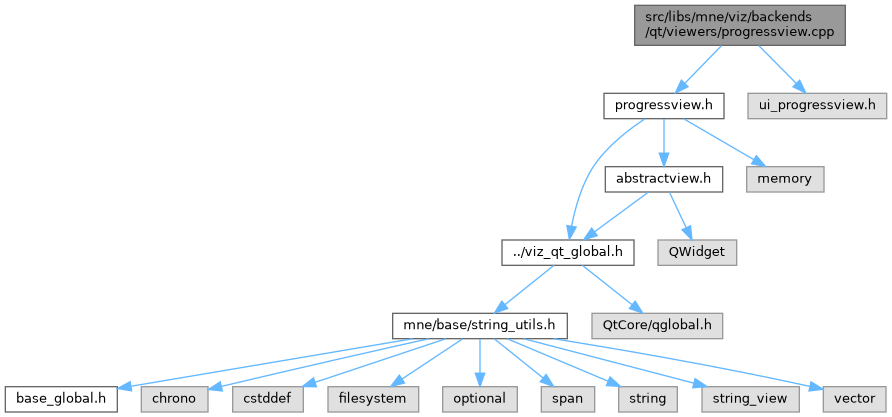 src/libs/mne/viz/backends
/qt/viewers/progressview.cpp
progressview.h
ui_progressview.h
abstractview.h
memory
../viz_qt_global.h
QWidget
mne/base/string_utils.h
QtCore/qglobal.h
base_global.h
chrono
cstddef
filesystem
optional
span
string
string_view
vector